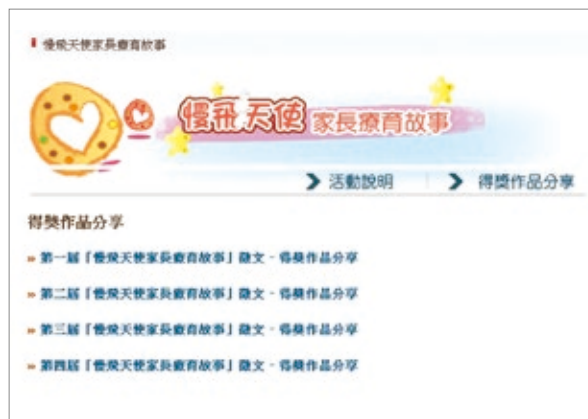 慢飛天使家長療育故事
慢飛天使 家長療育故事
活動說明 得獎作品分享
得獎作品分享
第一屆「慢飛天使家長療育故事」徵文-得獎作品分享
第二屆「慢飛天使家長療育故事」徵文-得獎作品分享
第三屆「慢飛天使家長療育故事」徵文-得獎作品分享
第四屆「慢飛天使家長療育故事」徵文-得獎作品分享